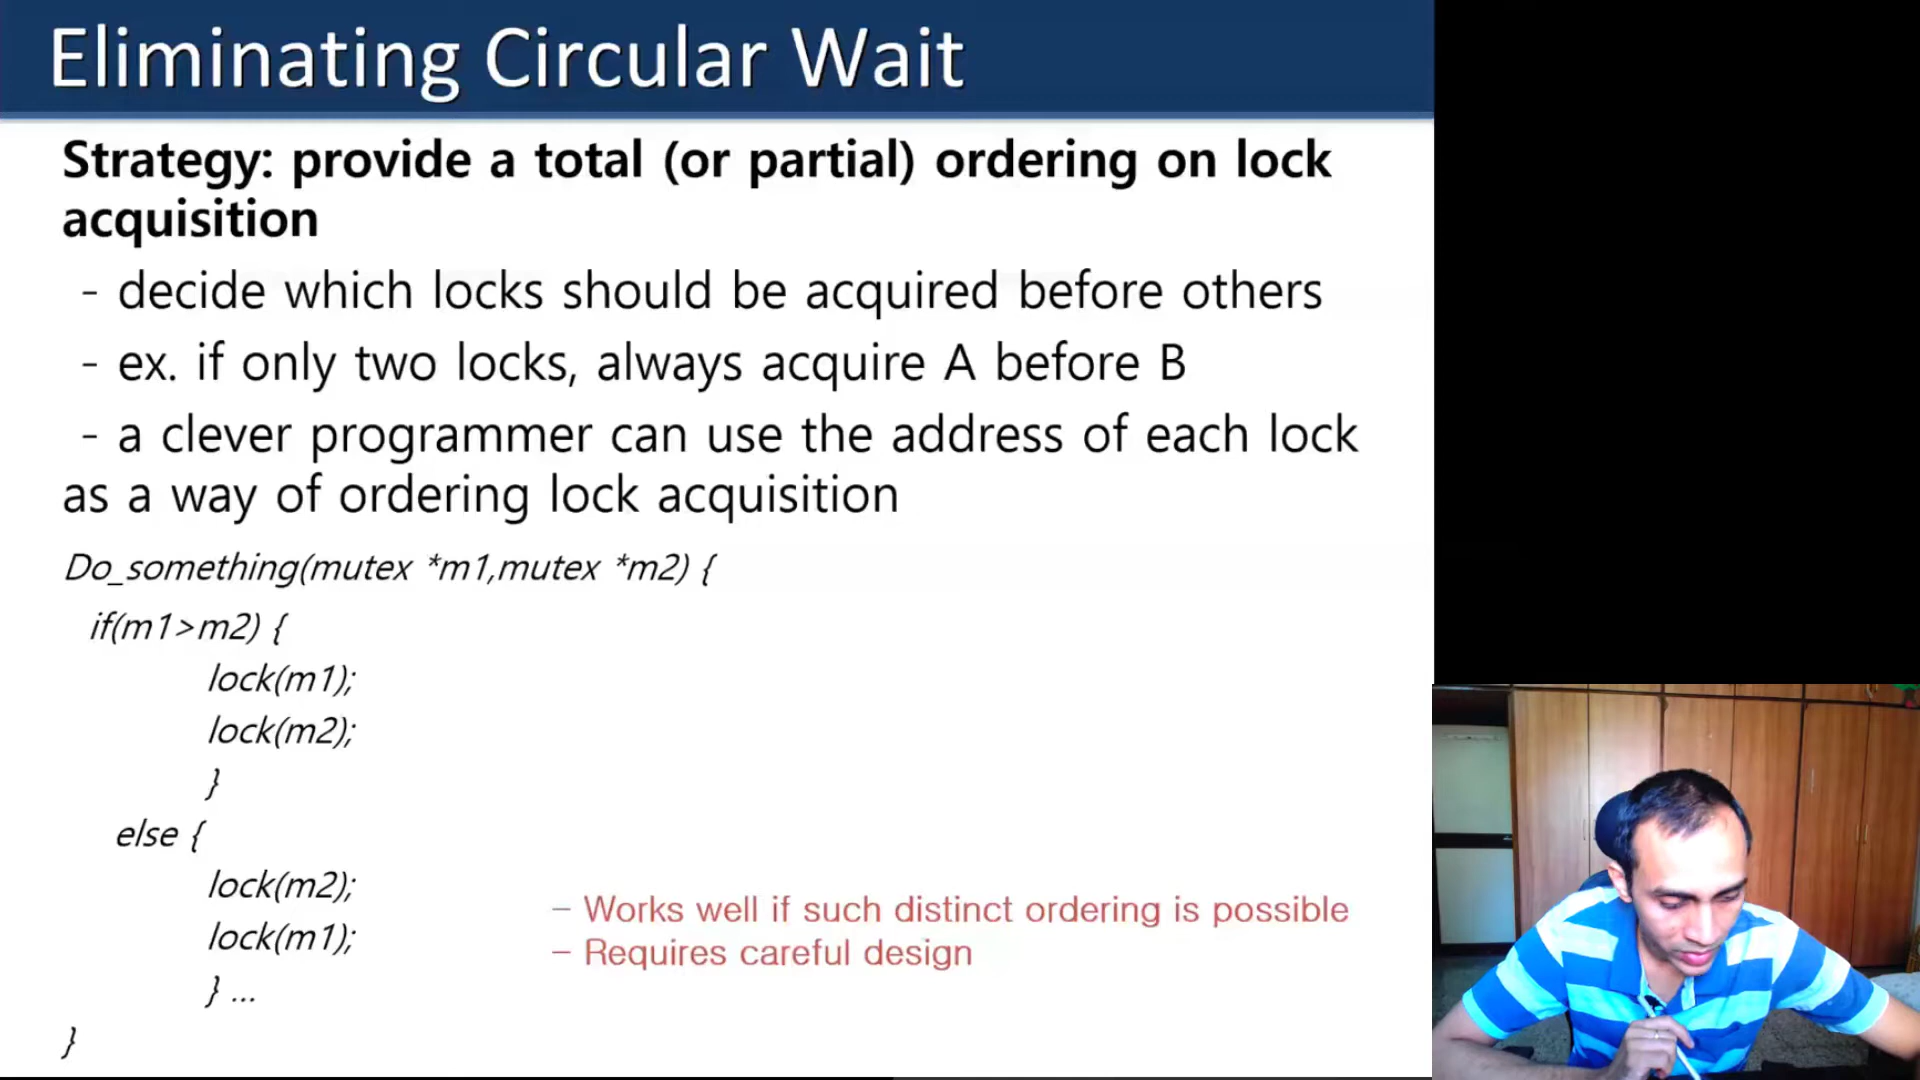 Eliminating Circular Wait
Strategy: provide a total (or partial) ordering on lock
acquisition
- decide which locks should be acquired before others
- ex. if only two locks, always acquire A before B
- a clever programmer can use the address of each lock
as a way of ordering lock acquisition
Do_something(mutex *m1,mutex *m2) {
if(m1>m2) {
lock(m1);
lock(m2);
}
else {
lock(m2);
lock(m1);
} ...
}
– Works well if such distinct ordering is possible
– Requires careful design